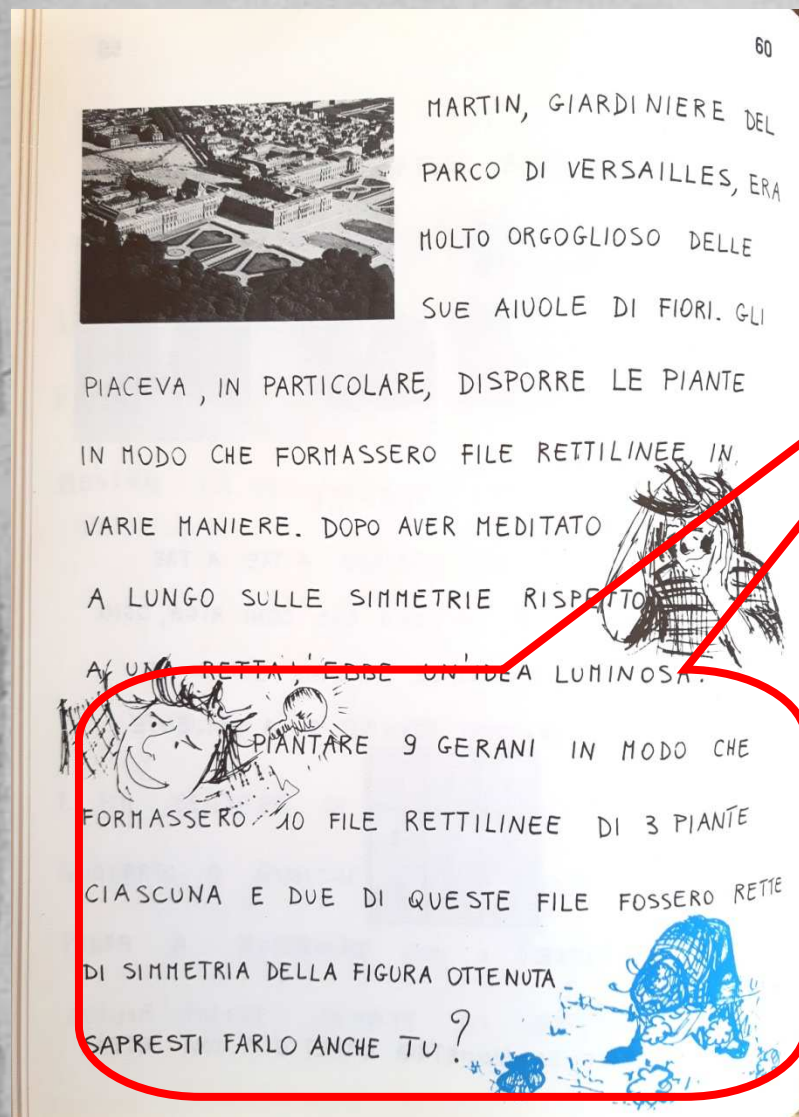 60
MARTIN, GIARDINIERE DEL
PARCO DI VERSAILLES, ERA
MOLTO ORGOGLIOSO DELLE
SUE AIUOLE DI FIORI. GLI
PIACEVA, IN PARTICOLARE, DISPORRE LE PIANTE
IN MODO CHE FORMASSERO FILE RETTILINEE, IN
VARIE MANIERE. DOPO AVER MEDITATO
A LUNGO SULLE SIMMETRIE RISPETTO
A UNA RETTA, EBBE UN'IDEA LUMINOSA:
PIANTARE 9 GERANI IN MODO CHE
FORMASSERO 10 FILE RETTILINEE DI 3 PIANTE
CIASCUNA E DUE DI QUESTE FILE FOSSERO RETTE
DI SIMMETRIA DELLA FIGURA OTTENUTA
SAPRESTI FARLO ANCHE TU?